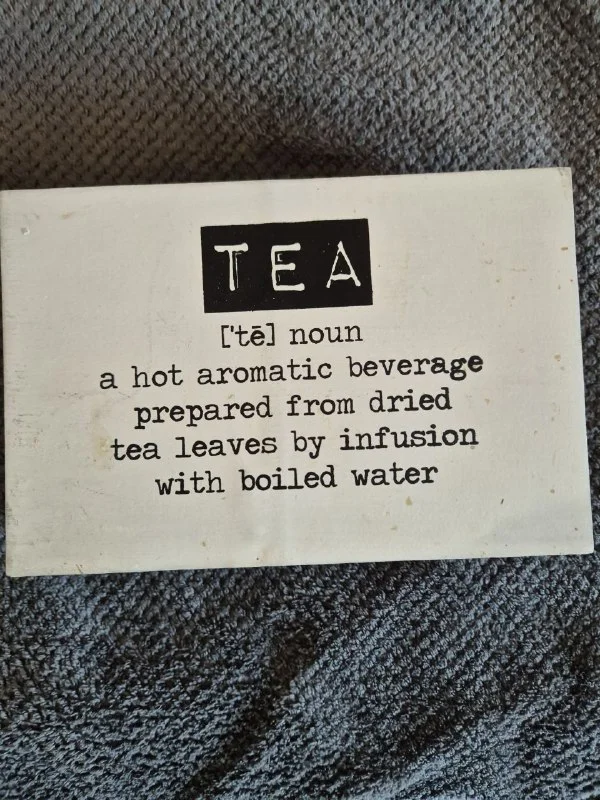 TEA
['tē] noun
a hot aromatic beverage
prepared from dried
tea leaves by infusion
with boiled water